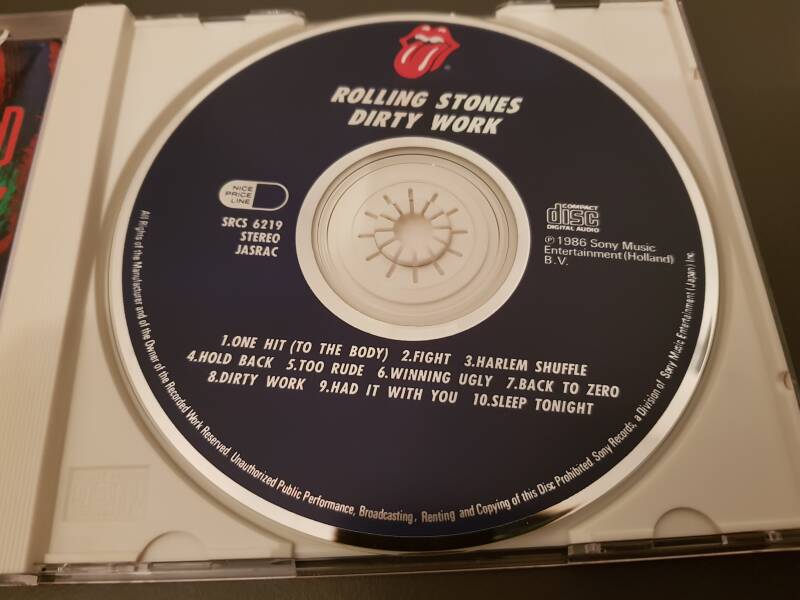 ROLLING STONES
DIRTY WORK
NICE
PRICE
LINE
SRCS 6219
STEREO
JASRAC
COMPACT
disc
DIGITAL AUDIO
℗1986 Sony Music
Entertainment (Holland)
B.V.
1.ONE HIT (TO THE BODY) 2.FIGHT 3.HARLEM SHUFFLE
4.HOLD BACK 5.TOO RUDE 6.WINNING UGLY 7.BACK TO ZERO
8.DIRTY WORK 9.HAD IT WITH YOU 10.SLEEP TONIGHT
All Rights of the Manufacturer and of the Owner of the Recorded Work Reserved. Unauthorized Public Performance, Broadcasting, Renting and Copying of this Disc Prohibited. Sony Records, a Division of Sony Music Entertainment (Japan) Inc.